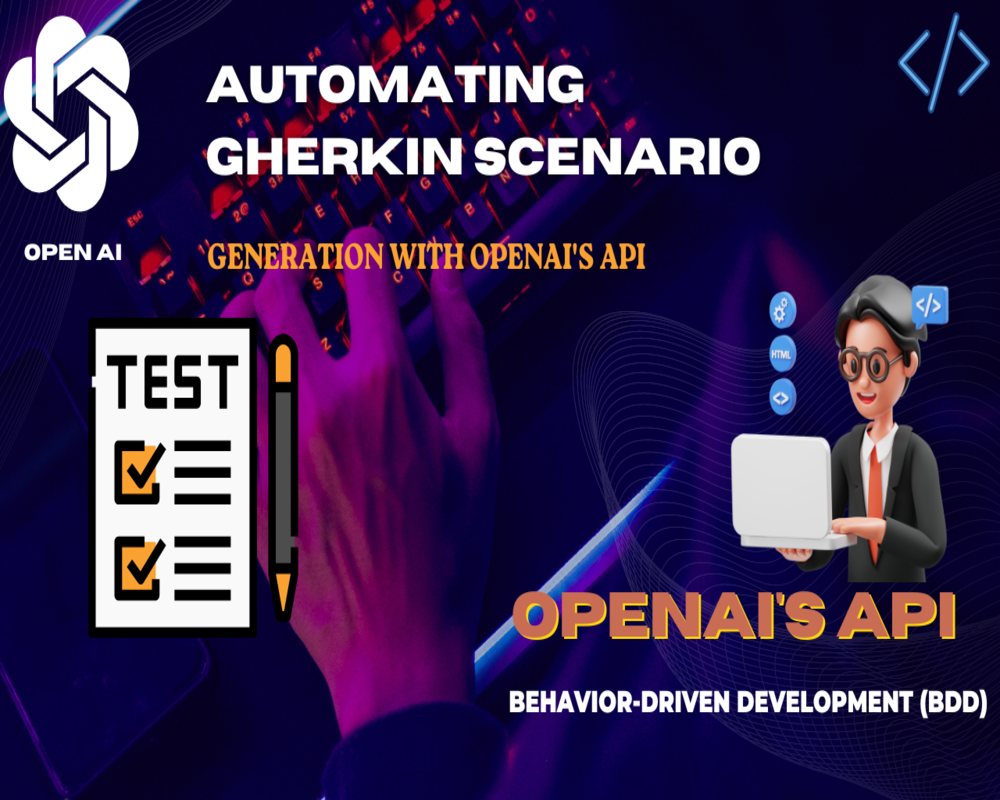 AUTOMATING
GHERKIN SCENARIO
OPEN AI
GENERATION WITH OPENAI'S API
TEST
</>
HTML
<>
OPENAI'S API
BEHAVIOR-DRIVEN DEVELOPMENT (BDD)